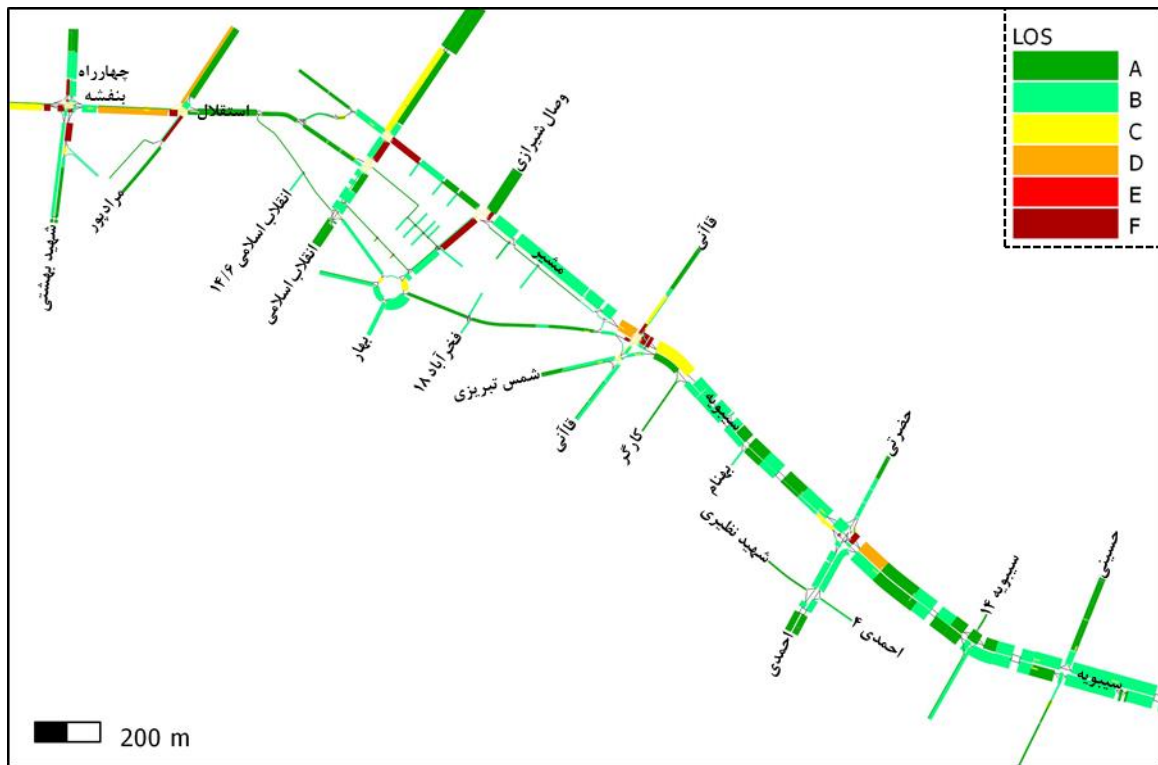 LOS
A
B
C
D
E
F
چهارراه
بنفشه
استقلال
وصال شیرازی
مرادپور
شهید بهشتی
انقلاب اسلامی ۱۴/۶
انقلاب اسلامی
مشیر
قاآنی
بهار
فخرآباد ۱۸
شمس تبریزی
قاآنی
کارگر
سیبویه
بهنام
حضرتی
شهید نظیری
احمدی ۴
احمدی
سیبویه ۱۴
حسینی
سیبویه
200 m